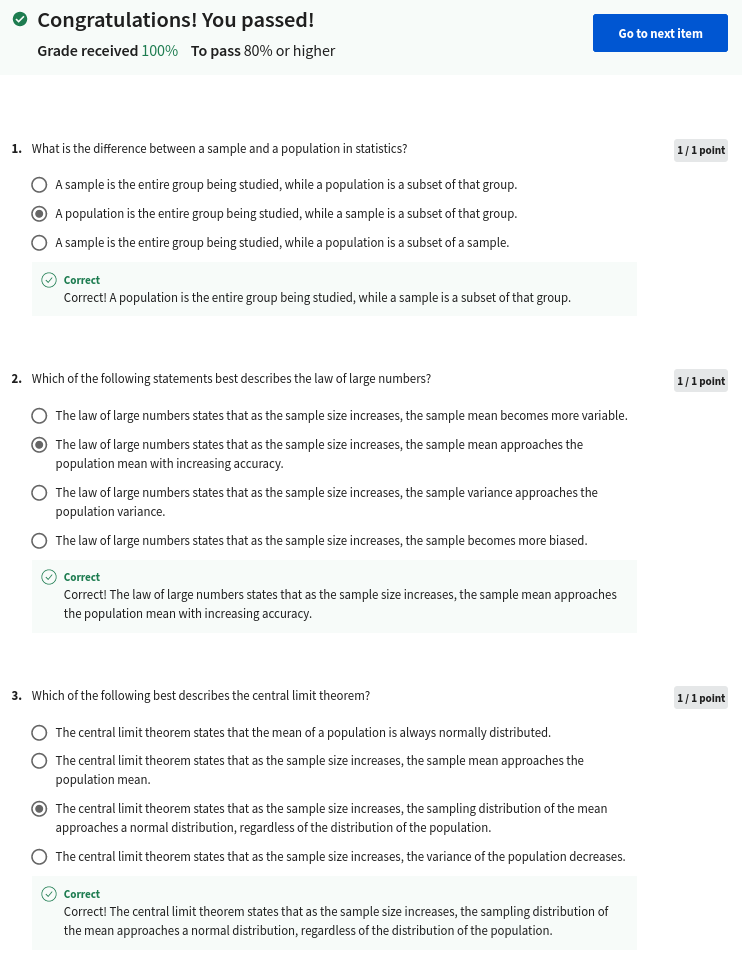 Congratulations! You passed!
Grade received 100% To pass 80% or higher
Go to next item
1. What is the difference between a sample and a population in statistics?
1 / 1 point
A sample is the entire group being studied, while a population is a subset of that group.
A population is the entire group being studied, while a sample is a subset of that group.
A sample is the entire group being studied, while a population is a subset of a sample.
Correct
Correct! A population is the entire group being studied, while a sample is a subset of that group.
2. Which of the following statements best describes the law of large numbers?
1 / 1 point
The law of large numbers states that as the sample size increases, the sample mean becomes more variable.
The law of large numbers states that as the sample size increases, the sample mean approaches the
population mean with increasing accuracy.
The law of large numbers states that as the sample size increases, the sample variance approaches the
population variance.
The law of large numbers states that as the sample size increases, the sample becomes more biased.
Correct
Correct! The law of large numbers states that as the sample size increases, the sample mean approaches
the population mean with increasing accuracy.
3. Which of the following best describes the central limit theorem?
1 / 1 point
The central limit theorem states that the mean of a population is always normally distributed.
The central limit theorem states that as the sample size increases, the sample mean approaches the
population mean.
The central limit theorem states that as the sample size increases, the sampling distribution of the mean
approaches a normal distribution, regardless of the distribution of the population.
The central limit theorem states that as the sample size increases, the variance of the population decreases.
Correct
Correct! The central limit theorem states that as the sample size increases, the sampling distribution of
the mean approaches a normal distribution, regardless of the distribution of the population.